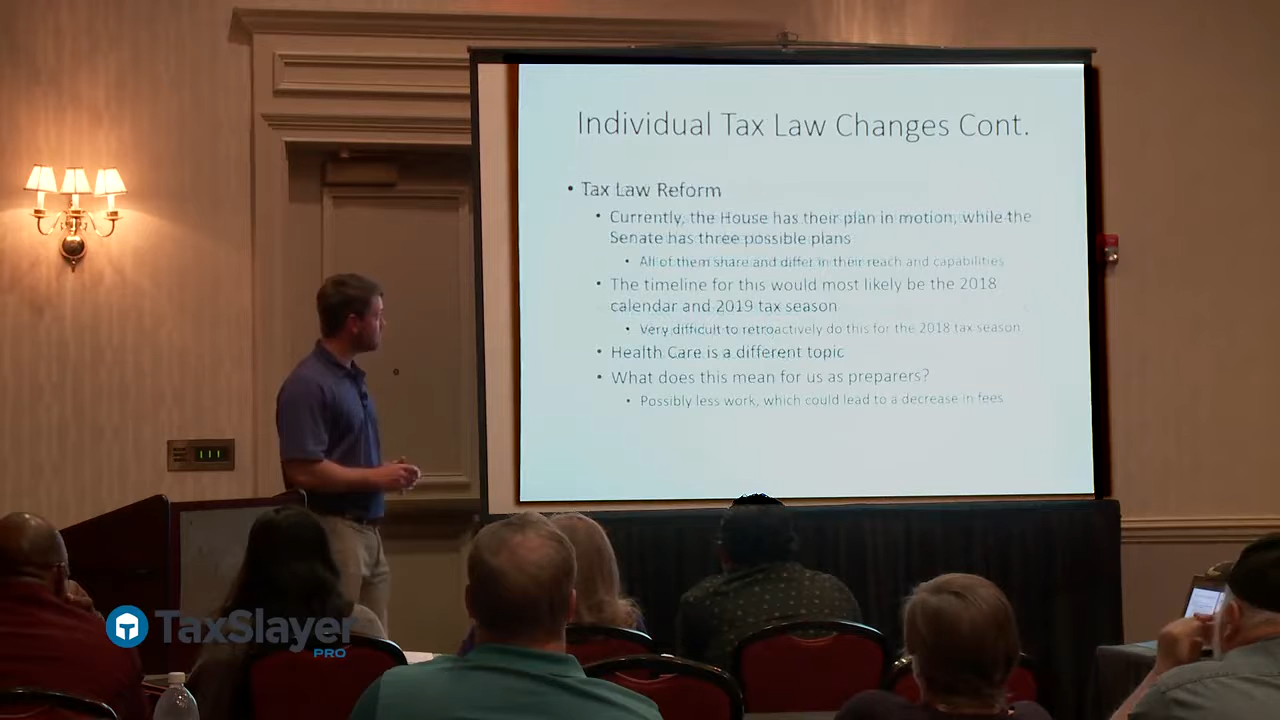 Individual Tax Law Changes Cont.
• Tax Law Reform
• Currently, the House has their plan in motion, while the
Senate has three possible plans
• All of them share and differ in their reach and capabilities
• The timeline for this would most likely be the 2018
calendar and 2019 tax season
• Very difficult to retroactively do this for the 2018 tax season
• Health Care is a different topic
• What does this mean for us as preparers?
• Possibly less work, which could lead to a decrease in fees
TaxSlayer
PRO